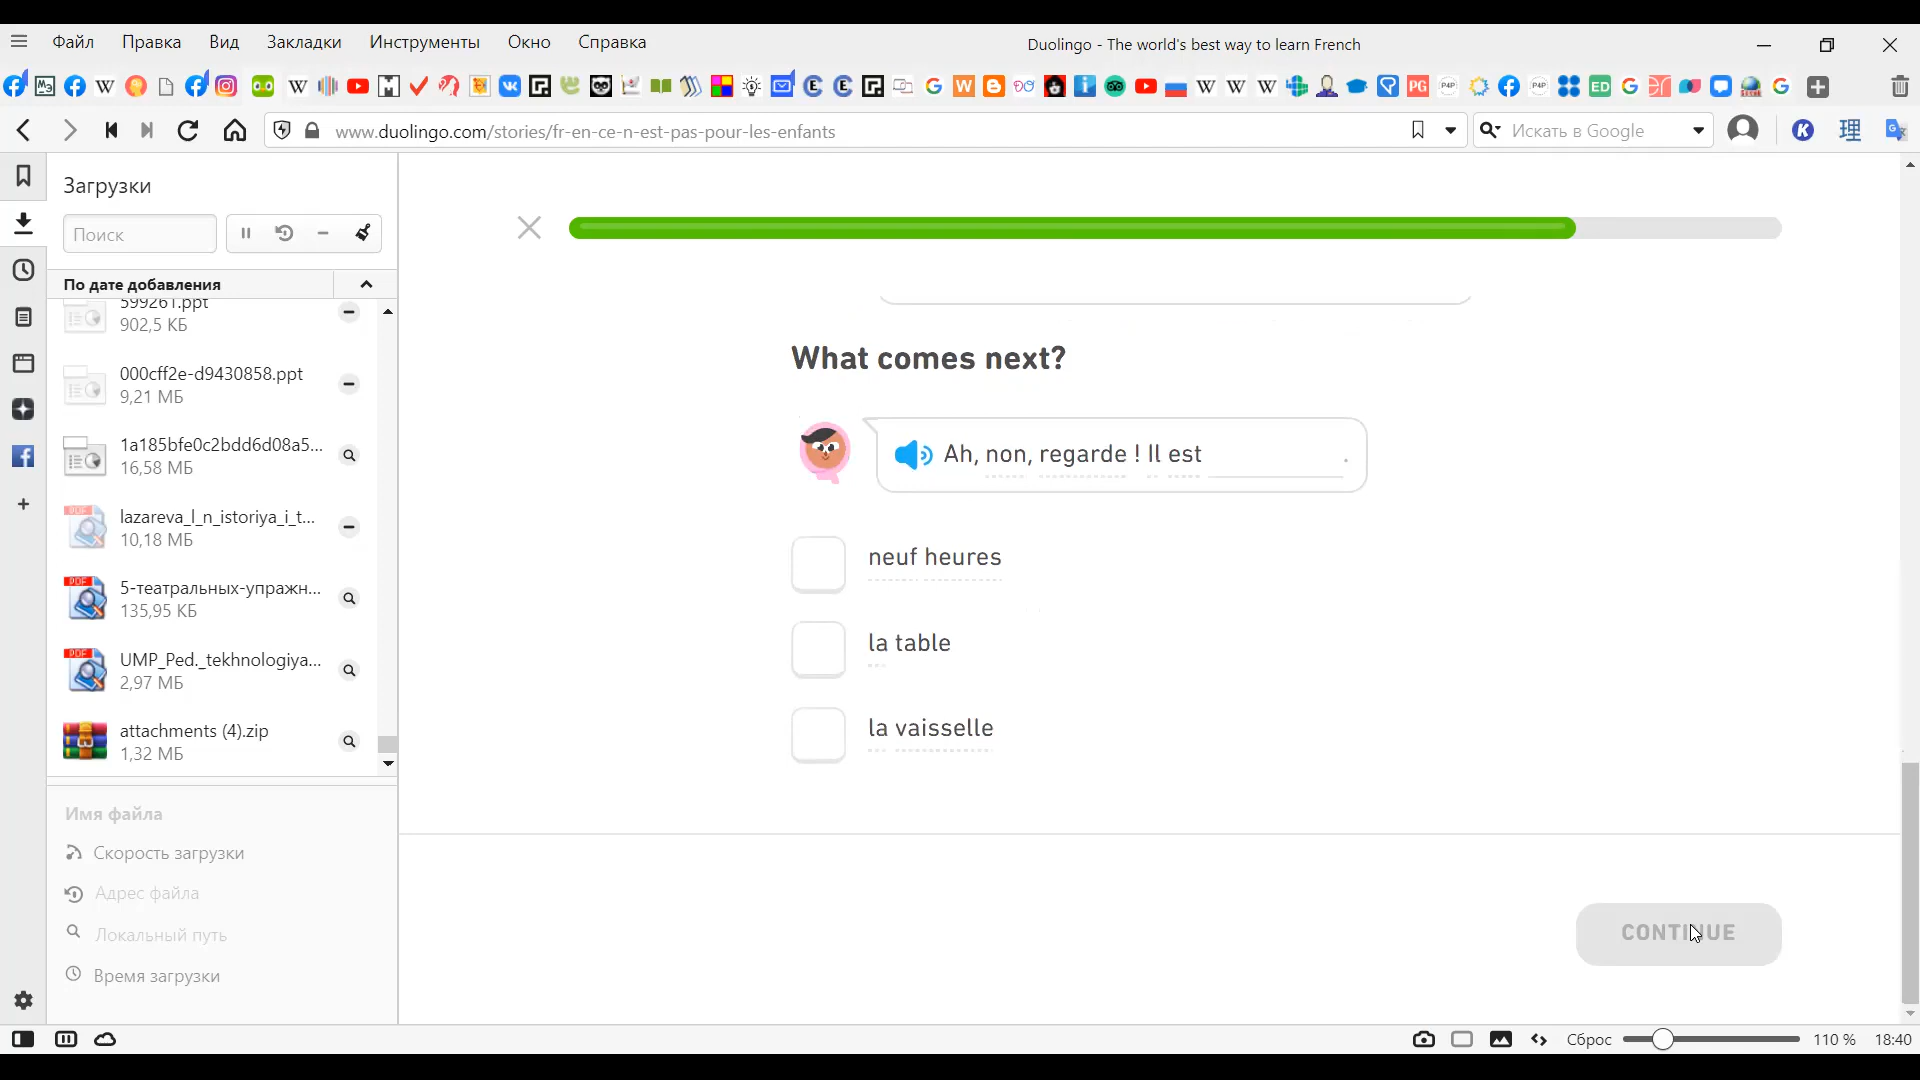 Файл Правка Вид Закладки Инструменты Окно Справка
Duolingo - The world's best way to learn French
www.duolingo.com/stories/fr-en-ce-n-est-pas-pour-les-enfants
Искать в Google
Загрузки
Поиск
По дате добавления
599261.ppt
902,5 КБ
000cff2e-d9430858.ppt
9,21 МБ
1a185bfe0c2bdd6d08a5...
16,58 МБ
lazareva_l_n_istoriya_i_t...
10,18 МБ
5-театральных-упражн...
135,95 КБ
UMP_Ped._tekhnologiya...
2,97 МБ
attachments (4).zip
1,32 МБ
Имя файла
Скорость загрузки
Адрес файла
Локальный путь
Время загрузки
What comes next?
Ah, non, regarde ! Il est .
neuf heures
la table
la vaisselle
CONTINUE
Сброс 110 % 18:40